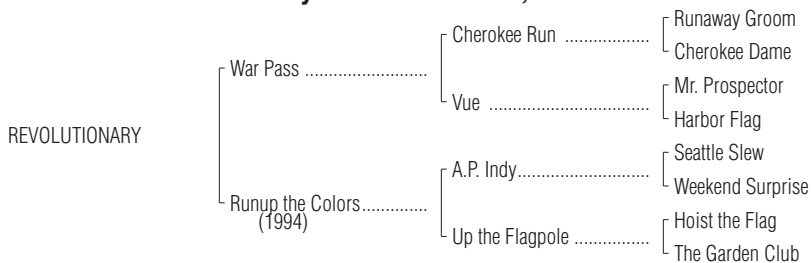 Runaway Groom
Cherokee Run ...................
Cherokee Dame
War Pass ...........................
Mr. Prospector
Vue ....................................
Harbor Flag
REVOLUTIONARY
Seattle Slew
A.P. Indy..............................
Weekend Surprise
Runup the Colors..............
(1994)
Hoist the Flag
Up the Flagpole ................
The Garden Club